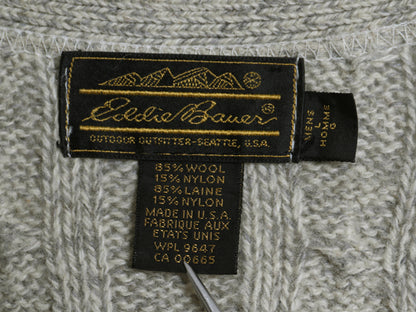 Eddie Bauer
OUTDOOR OUTFITTER-SEATTLE, U.S.A.
MENS
L
HOMME
G
85% WOOL
15% NYLON
85% LAINE
15% NYLON
MADE IN U.S.A.
FABRIQUE AUX
ETATS UNIS
WPL 9647
CA 00665